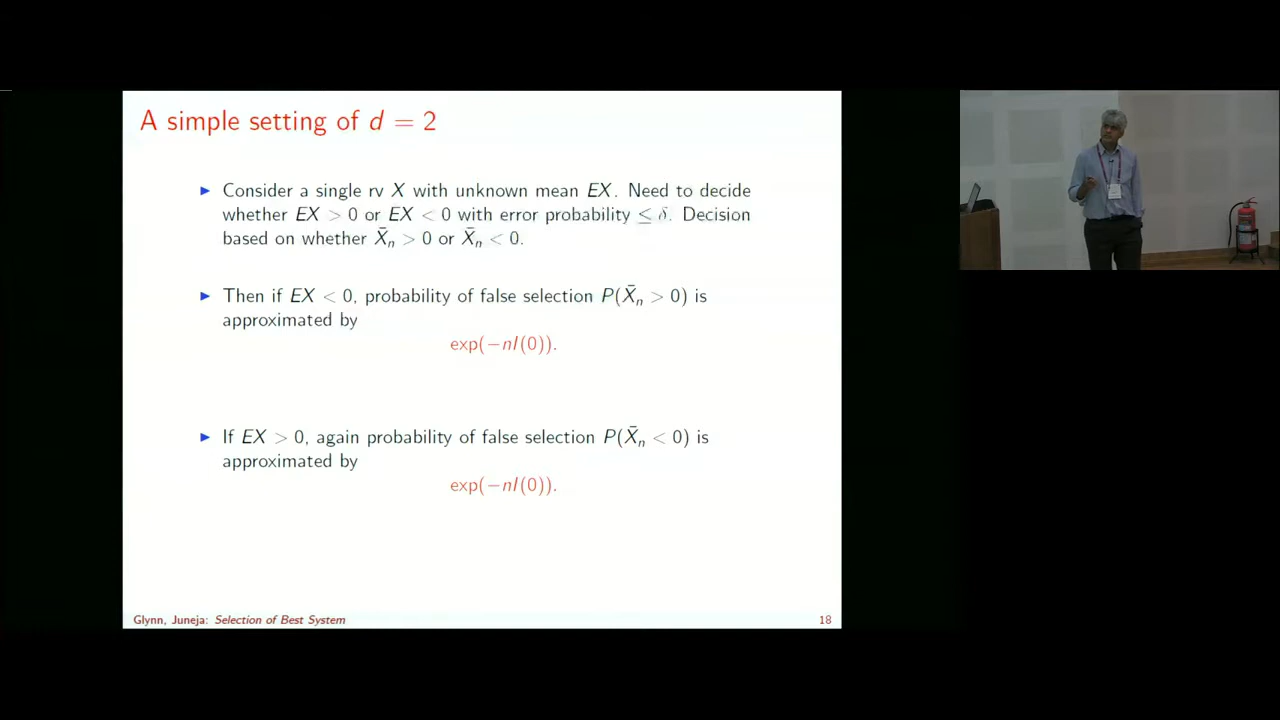 A simple setting of d = 2
▶ Consider a single rv X with unknown mean EX. Need to decide
whether EX > 0 or EX < 0 with error probability ≤ δ. Decision
based on whether X̄ₙ > 0 or X̄ₙ < 0.
▶ Then if EX < 0, probability of false selection P(X̄ₙ > 0) is
approximated by
exp(−nI(0)).
▶ If EX > 0, again probability of false selection P(X̄ₙ < 0) is
approximated by
exp(−nI(0)).
Glynn, Juneja: Selection of Best System 18